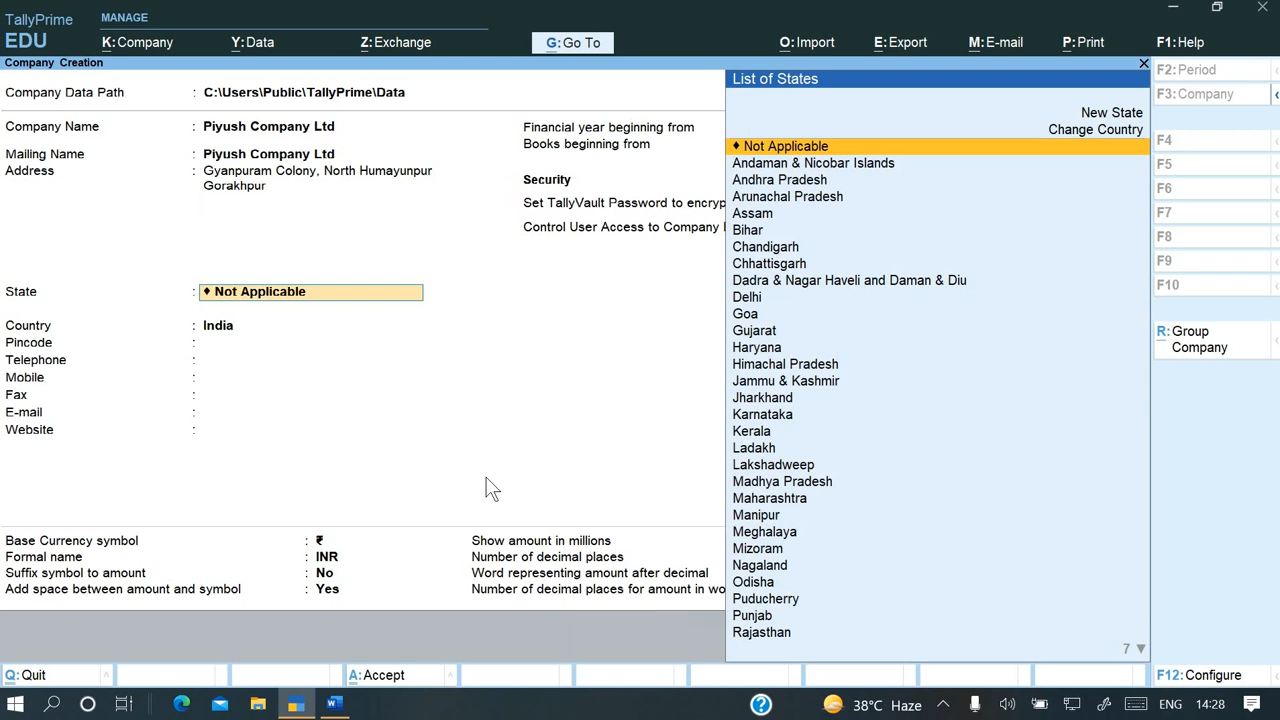 TallyPrime
MANAGE
EDU
K:Company
Y:Data
Z:Exchange
G:Go To
O:Import
E:Export
M:E-mail
P:Print
F1:Help
Company Creation
Company Data Path : C:\Users\Public\TallyPrime\Data
Company Name : Piyush Company Ltd
Mailing Name : Piyush Company Ltd
Address : Gyanpuram Colony, North Humayunpur
Gorakhpur
State : ♦ Not Applicable
Country : India
Pincode :
Telephone :
Mobile :
Fax :
E-mail :
Website :
Financial year beginning from
Books beginning from
Security
Set TallyVault Password to encryp
Control User Access to Company
Base Currency symbol : ₹
Formal name : INR
Suffix symbol to amount : No
Add space between amount and symbol : Yes
Show amount in millions
Number of decimal places
Word representing amount after decimal
Number of decimal places for amount in wo
List of States
New State
Change Country
♦ Not Applicable
Andaman & Nicobar Islands
Andhra Pradesh
Arunachal Pradesh
Assam
Bihar
Chandigarh
Chhattisgarh
Dadra & Nagar Haveli and Daman & Diu
Delhi
Goa
Gujarat
Haryana
Himachal Pradesh
Jammu & Kashmir
Jharkhand
Karnataka
Kerala
Ladakh
Lakshadweep
Madhya Pradesh
Maharashtra
Manipur
Meghalaya
Mizoram
Nagaland
Odisha
Puducherry
Punjab
Rajasthan
7 ▼
F2:Period
F3:Company
F4
F5
F6
F7
F8
F9
F10
R:Group
Company
Q:Quit
A:Accept
F12:Configure
38°C Haze
ENG
14:28